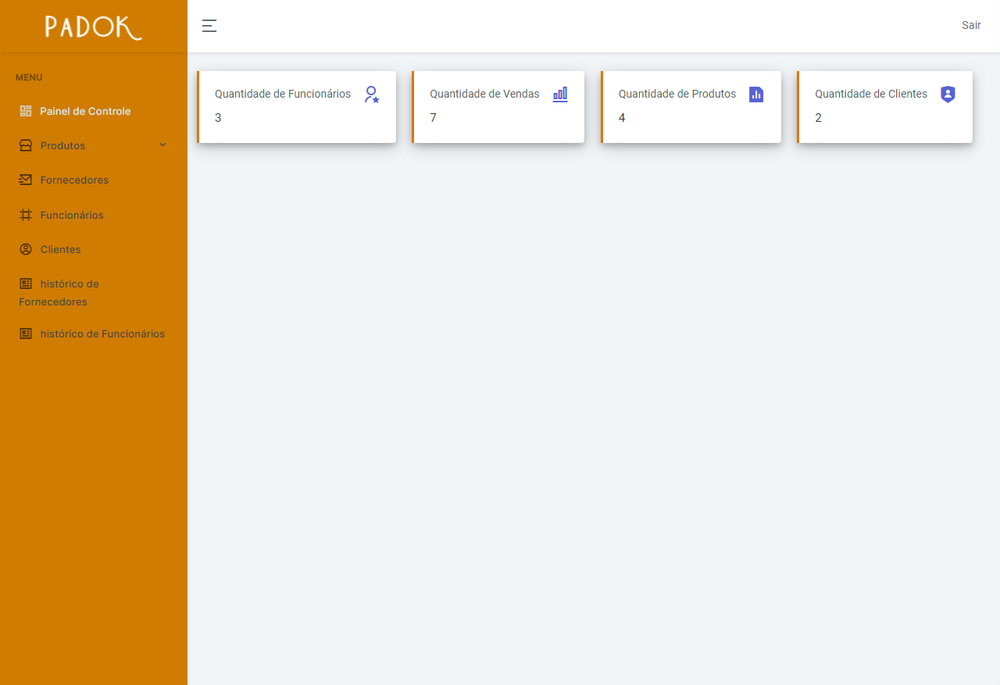 PADOK
Sair
MENU
Painel de Controle
Produtos
Fornecedores
Funcionários
Clientes
histórico de
Fornecedores
histórico de Funcionários
Quantidade de Funcionários
3
Quantidade de Vendas
7
Quantidade de Produtos
4
Quantidade de Clientes
2